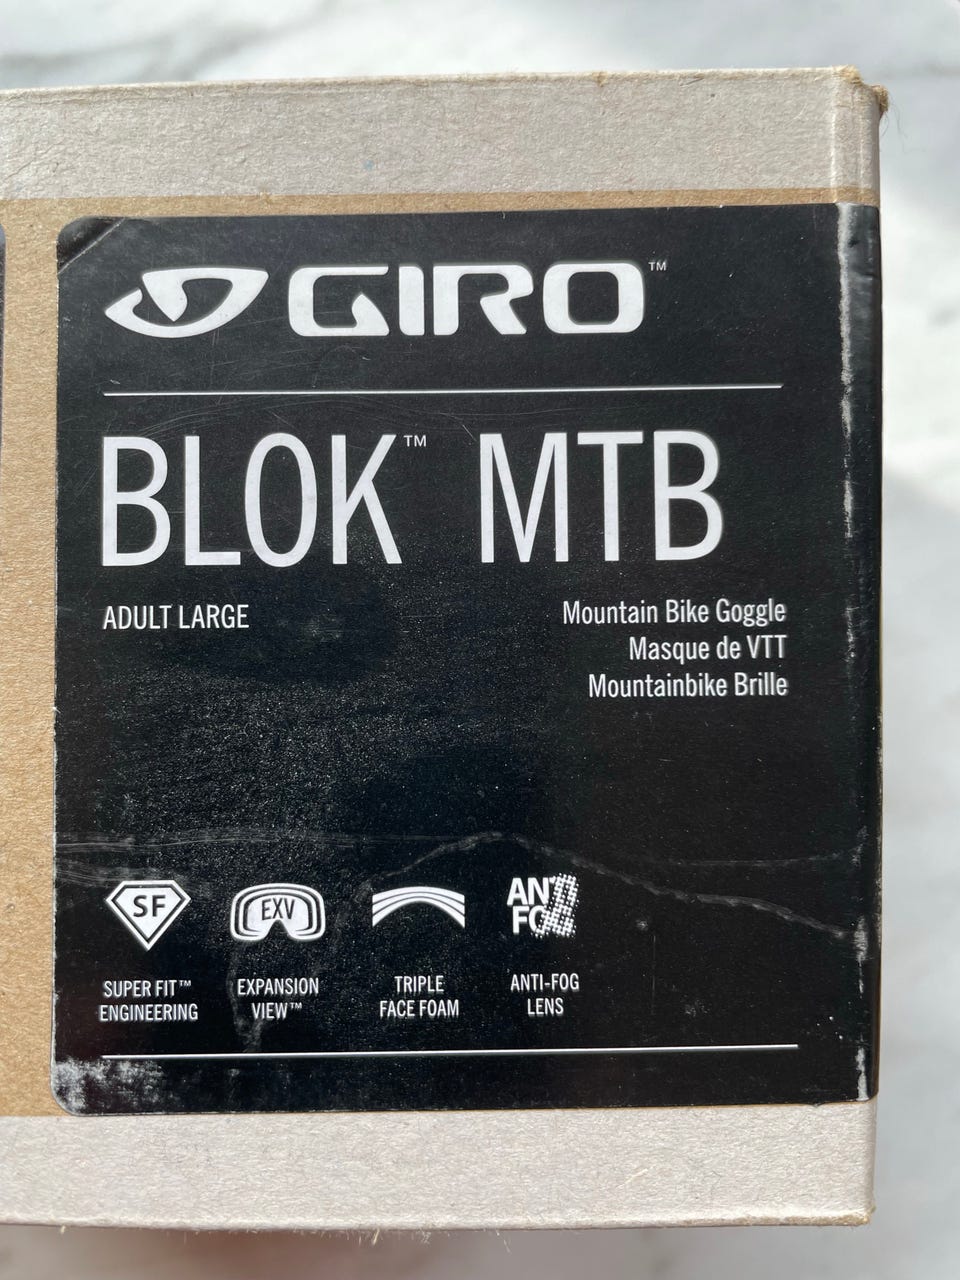 GIRO™
BLOK™ MTB
ADULT LARGE
Mountain Bike Goggle
Masque de VTT
Mountainbike Brille
SF
EXV
ANTI
FOG
SUPER FIT™
ENGINEERING
EXPANSION
VIEW™
TRIPLE
FACE FOAM
ANTI-FOG
LENS